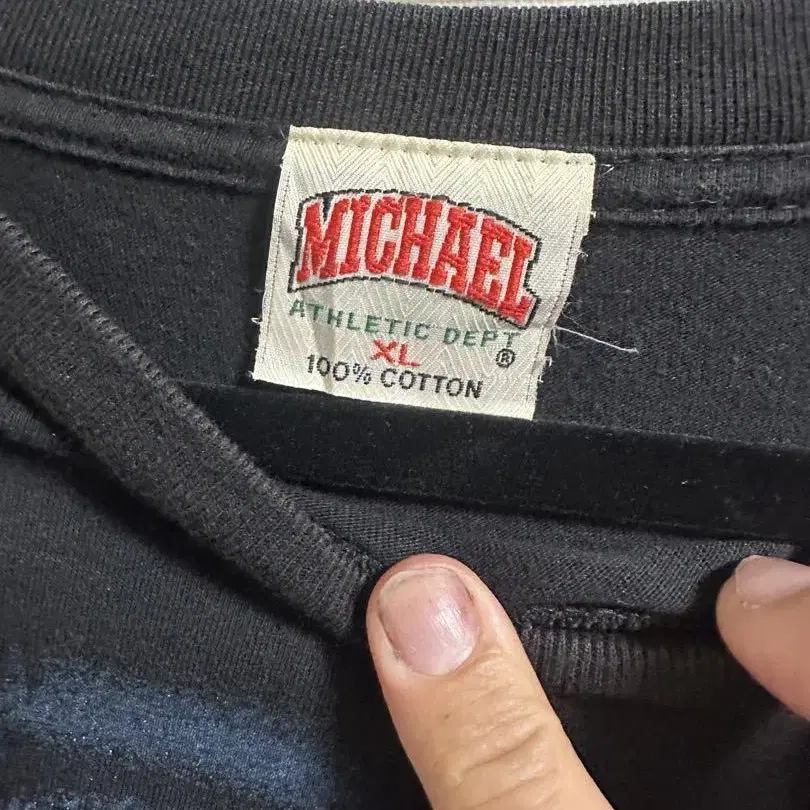 MICHAEL
ATHLETIC DEPT
XL ®
100% COTTON